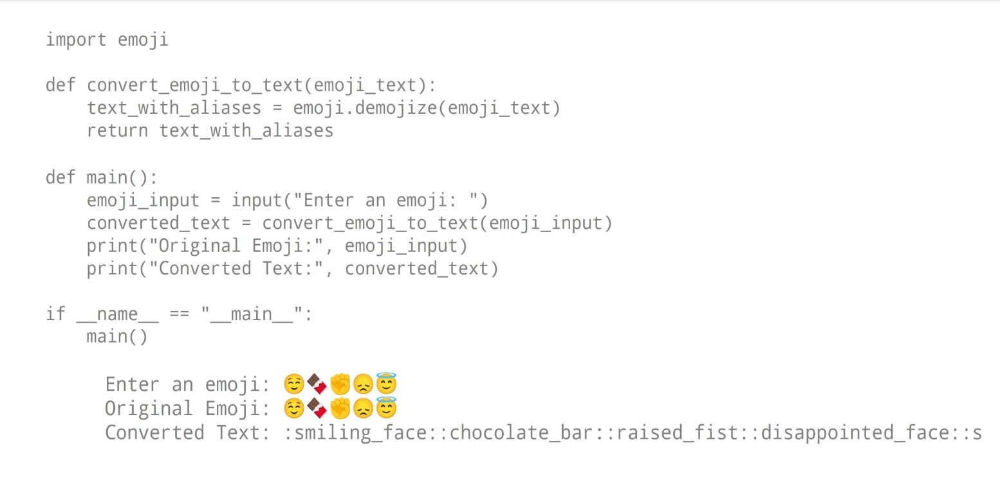 import emoji
def convert_emoji_to_text(emoji_text):
    text_with_aliases = emoji.demojize(emoji_text)
    return text_with_aliases
def main():
    emoji_input = input("Enter an emoji: ")
    converted_text = convert_emoji_to_text(emoji_input)
    print("Original Emoji:", emoji_input)
    print("Converted Text:", converted_text)
if __name__ == "__main__":
    main()
Enter an emoji: ☺️🍫✊😞😇
Original Emoji: ☺️🍫✊😞😇
Converted Text: :smiling_face::chocolate_bar::raised_fist::disappointed_face::s